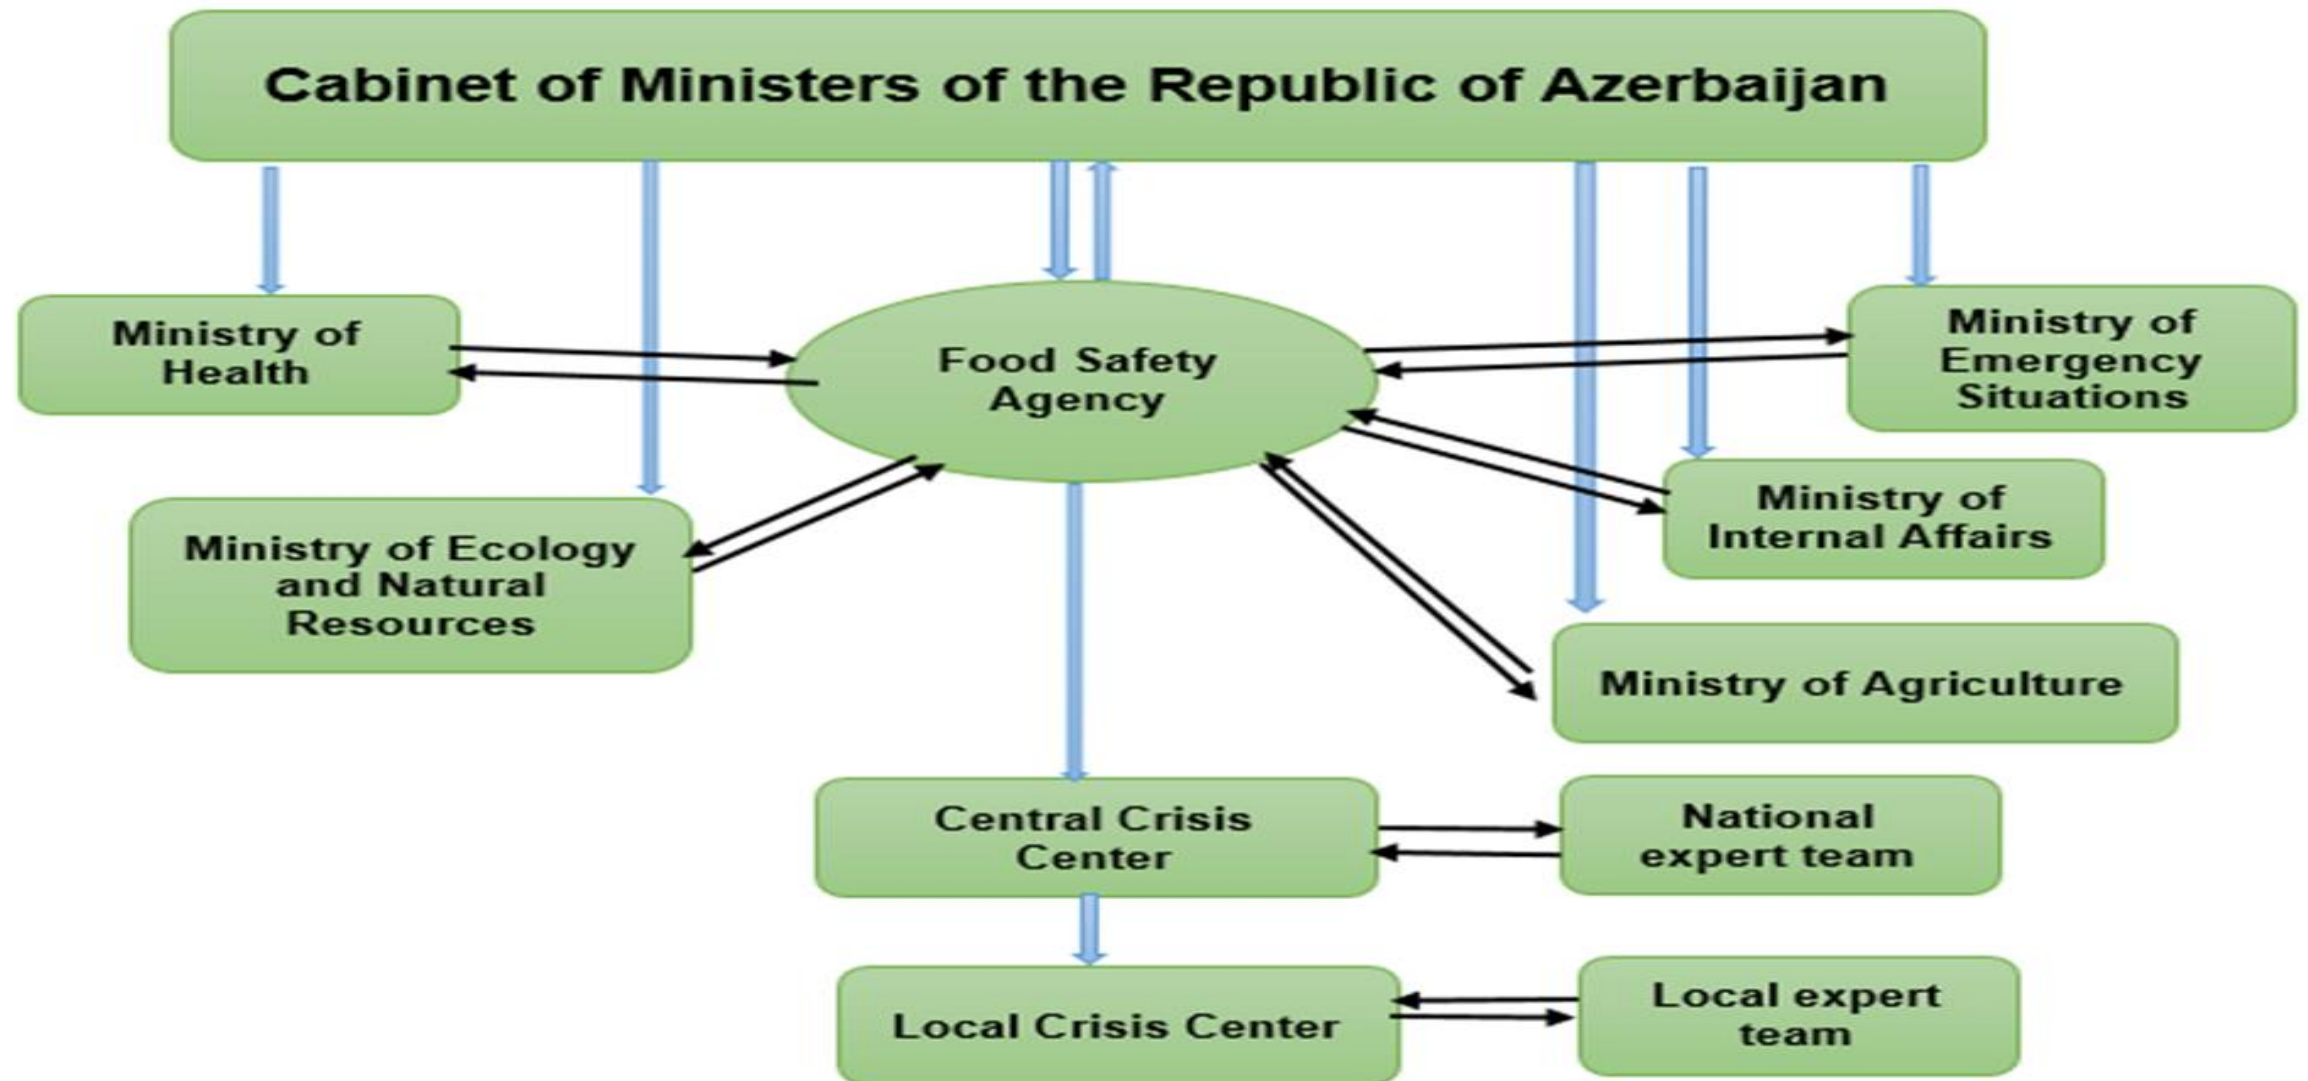 Cabinet of Ministers of the Republic of Azerbaijan
Ministry of
Health
Food Safety
Agency
Ministry of
Emergency
Situations
Ministry of
Internal Affairs
Ministry of Ecology
and Natural
Resources
Ministry of Agriculture
Central Crisis
Center
National
expert team
Local Crisis Center
Local expert
team